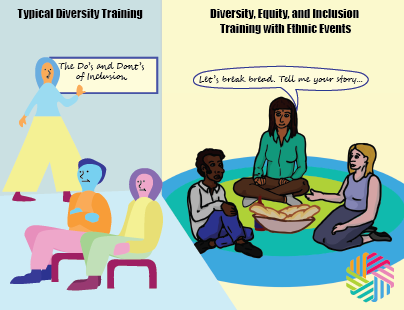 Typical Diversity Training
The Do's and Dont's
of Inclusion
Diversity, Equity, and Inclusion
Training with Ethnic Events
Let's break bread. Tell me your story...